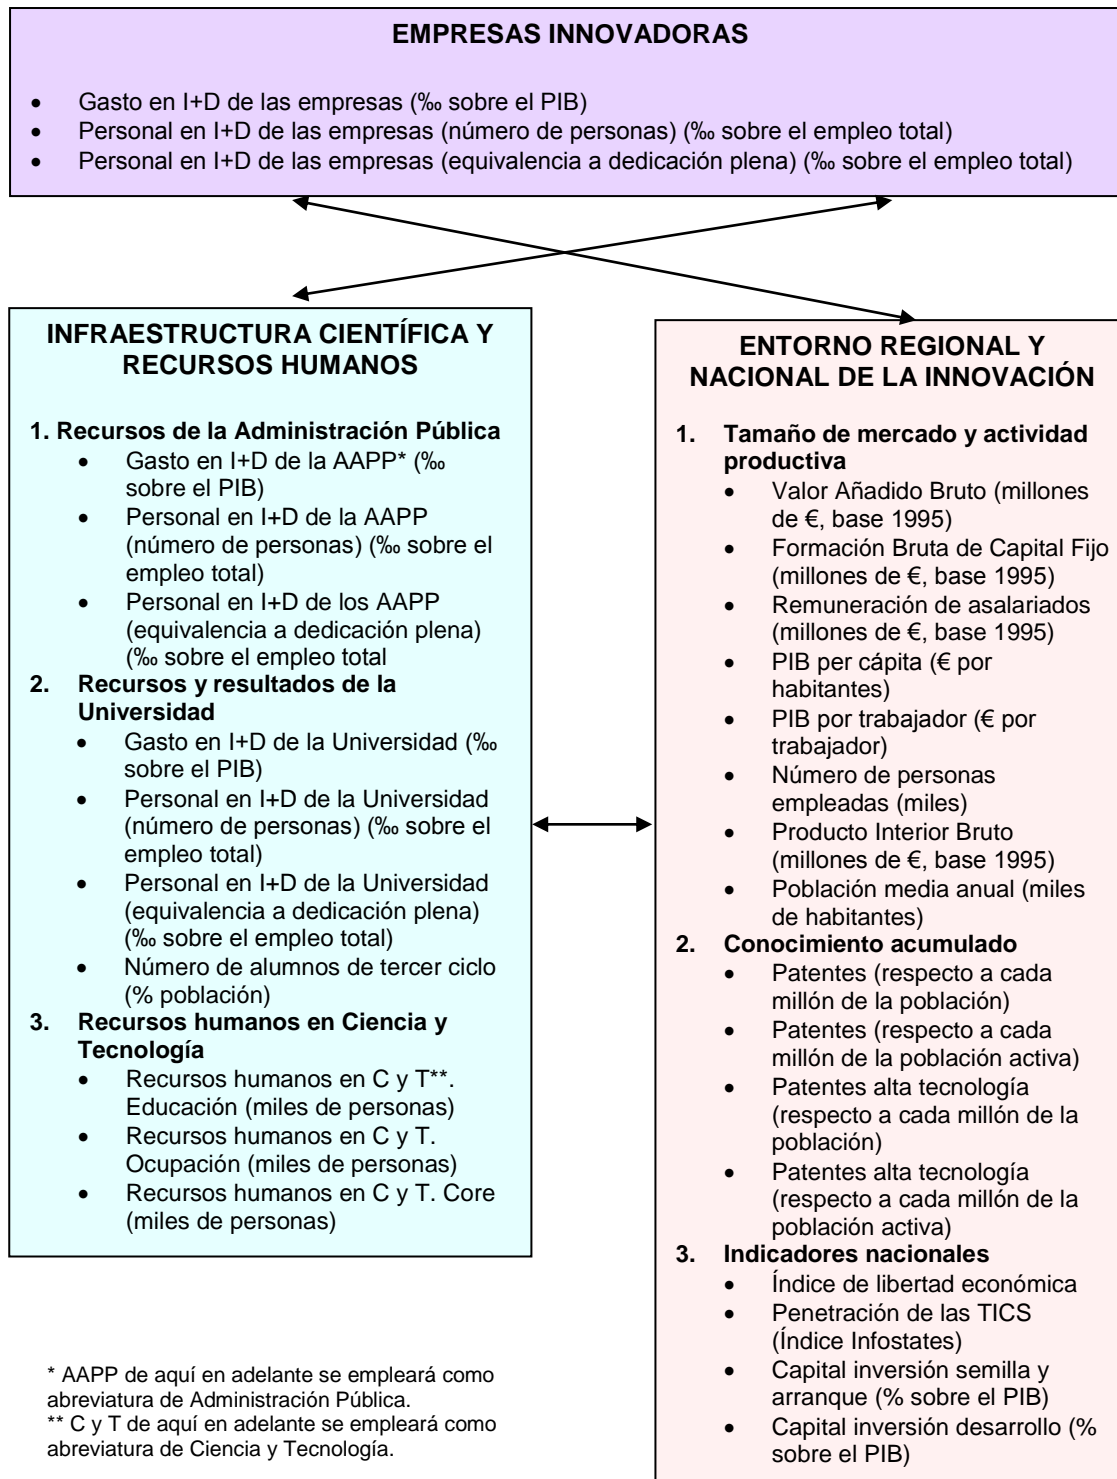 EMPRESAS INNOVADORAS
• Gasto en I+D de las empresas (‰ sobre el PIB)
• Personal en I+D de las empresas (número de personas) (‰ sobre el empleo total)
• Personal en I+D de las empresas (equivalencia a dedicación plena) (‰ sobre el empleo total)
INFRAESTRUCTURA CIENTÍFICA Y
RECURSOS HUMANOS
1. Recursos de la Administración Pública
• Gasto en I+D de la AAPP* (‰
sobre el PIB)
• Personal en I+D de la AAPP
(número de personas) (‰ sobre el
empleo total)
• Personal en I+D de los AAPP
(equivalencia a dedicación plena)
(‰ sobre el empleo total
2. Recursos y resultados de la
Universidad
• Gasto en I+D de la Universidad (‰
sobre el PIB)
• Personal en I+D de la Universidad
(número de personas) (‰ sobre el
empleo total)
• Personal en I+D de la Universidad
(equivalencia a dedicación plena)
(‰ sobre el empleo total)
• Número de alumnos de tercer ciclo
(% población)
3. Recursos humanos en Ciencia y
Tecnología
• Recursos humanos en C y T**.
Educación (miles de personas)
• Recursos humanos en C y T.
Ocupación (miles de personas)
• Recursos humanos en C y T. Core
(miles de personas)
ENTORNO REGIONAL Y
NACIONAL DE LA INNOVACIÓN
1. Tamaño de mercado y actividad
productiva
• Valor Añadido Bruto (millones
de €, base 1995)
• Formación Bruta de Capital Fijo
(millones de €, base 1995)
• Remuneración de asalariados
(millones de €, base 1995)
• PIB per cápita (€ por
habitantes)
• PIB por trabajador (€ por
trabajador)
• Número de personas
empleadas (miles)
• Producto Interior Bruto
(millones de €, base 1995)
• Población media anual (miles
de habitantes)
2. Conocimiento acumulado
• Patentes (respecto a cada
millón de la población)
• Patentes (respecto a cada
millón de la población activa)
• Patentes alta tecnología
(respecto a cada millón de la
población)
• Patentes alta tecnología
(respecto a cada millón de la
población activa)
3. Indicadores nacionales
• Índice de libertad económica
• Penetración de las TICS
(Índice Infostates)
• Capital inversión semilla y
arranque (% sobre el PIB)
• Capital inversión desarrollo (%
sobre el PIB)
* AAPP de aquí en adelante se empleará como
abreviatura de Administración Pública.
** C y T de aquí en adelante se empleará como
abreviatura de Ciencia y Tecnología.